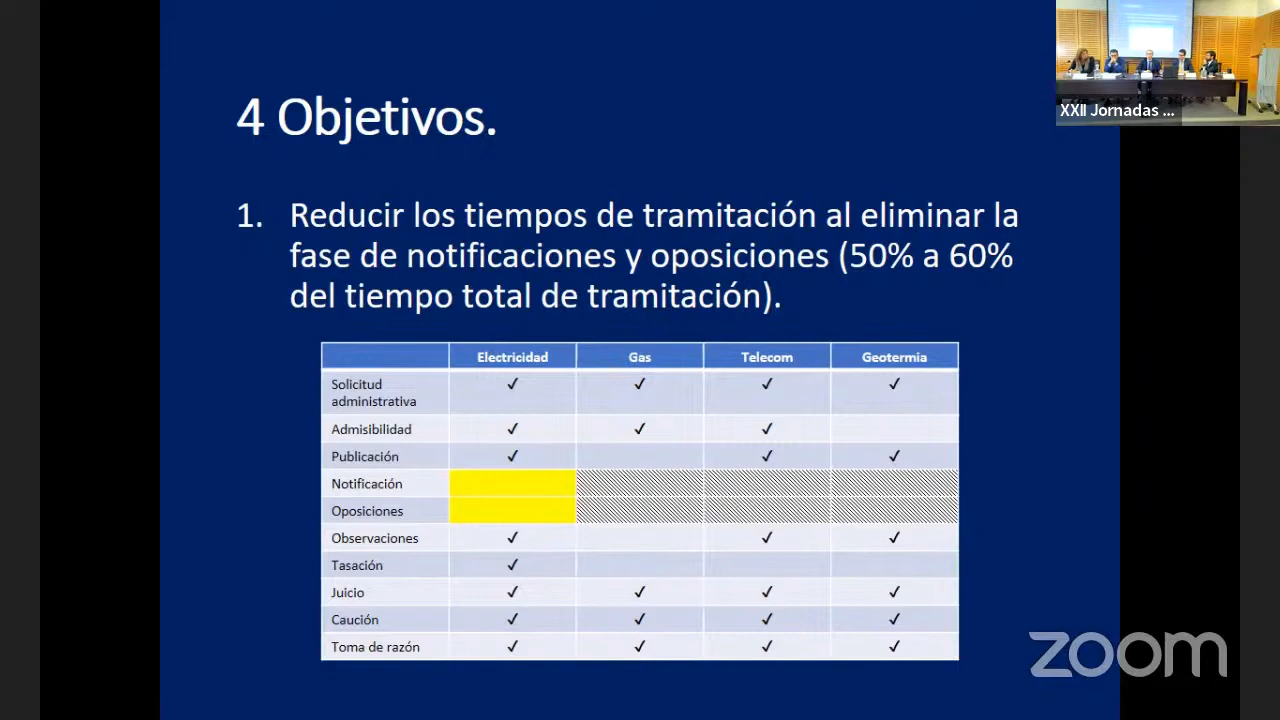 XXII Jornadas ...
4 Objetivos.
1. Reducir los tiempos de tramitación al eliminar la
fase de notificaciones y oposiciones (50% a 60%
del tiempo total de tramitación).
Electricidad Gas Telecom Geotermia
Solicitud
administrativa ✓ ✓ ✓ ✓
Admisibilidad ✓ ✓ ✓
Publicación ✓ ✓ ✓
Notificación
Oposiciones
Observaciones ✓ ✓ ✓
Tasación ✓
Juicio ✓ ✓ ✓ ✓
Caución ✓ ✓ ✓ ✓
Toma de razón ✓ ✓ ✓ ✓
zoom